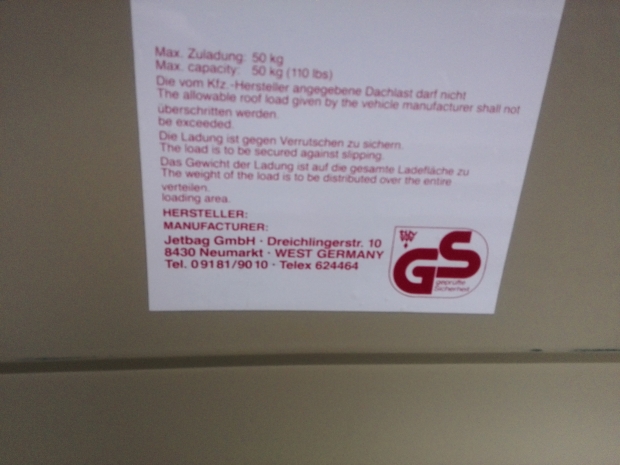 Max. Zuladung: 50 kg
Max. capacity: 50 kg (110 lbs)
Die vom Kfz.-Hersteller angegebene Dachlast darf nicht
The allowable roof load given by the vehicle manufacturer shall not
überschritten werden.
be exceeded.
Die Ladung ist gegen Verrutschen zu sichern.
The load is to be secured against slipping.
Das Gewicht der Ladung ist auf die gesamte Ladefläche zu
The weight of the load is to be distributed over the entire
verteilen.
loading area.
HERSTELLER:
MANUFACTURER:
Jetbag GmbH · Dreichlingerstr. 10
8430 Neumarkt · WEST GERMANY
Tel. 09181/9010 · Telex 624464
GS
geprüfte
Sicherheit